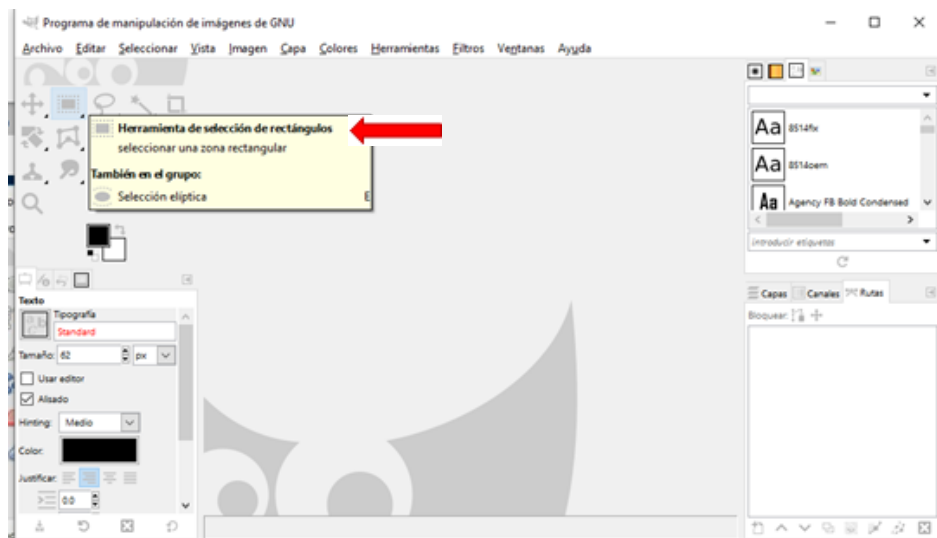 Programa de manipulación de imágenes de GNU
Archivo Editar Seleccionar Vista Imagen Capa Colores Herramientas Filtros Ventanas Ayuda
Herramienta de selección de rectángulos
seleccionar una zona rectangular
También en el grupo:
Selección elíptica E
Aa 8514fix
Aa 8514oem
Aa Agency FB Bold Condensed
introducir etiquetas
Texto
Tipografía
Standard
Tamaño: 62 px
Usar editor
Alisado
Hinting: Medio
Color:
Justificar:
0.0
Capas Canales Rutas
Bloquear: